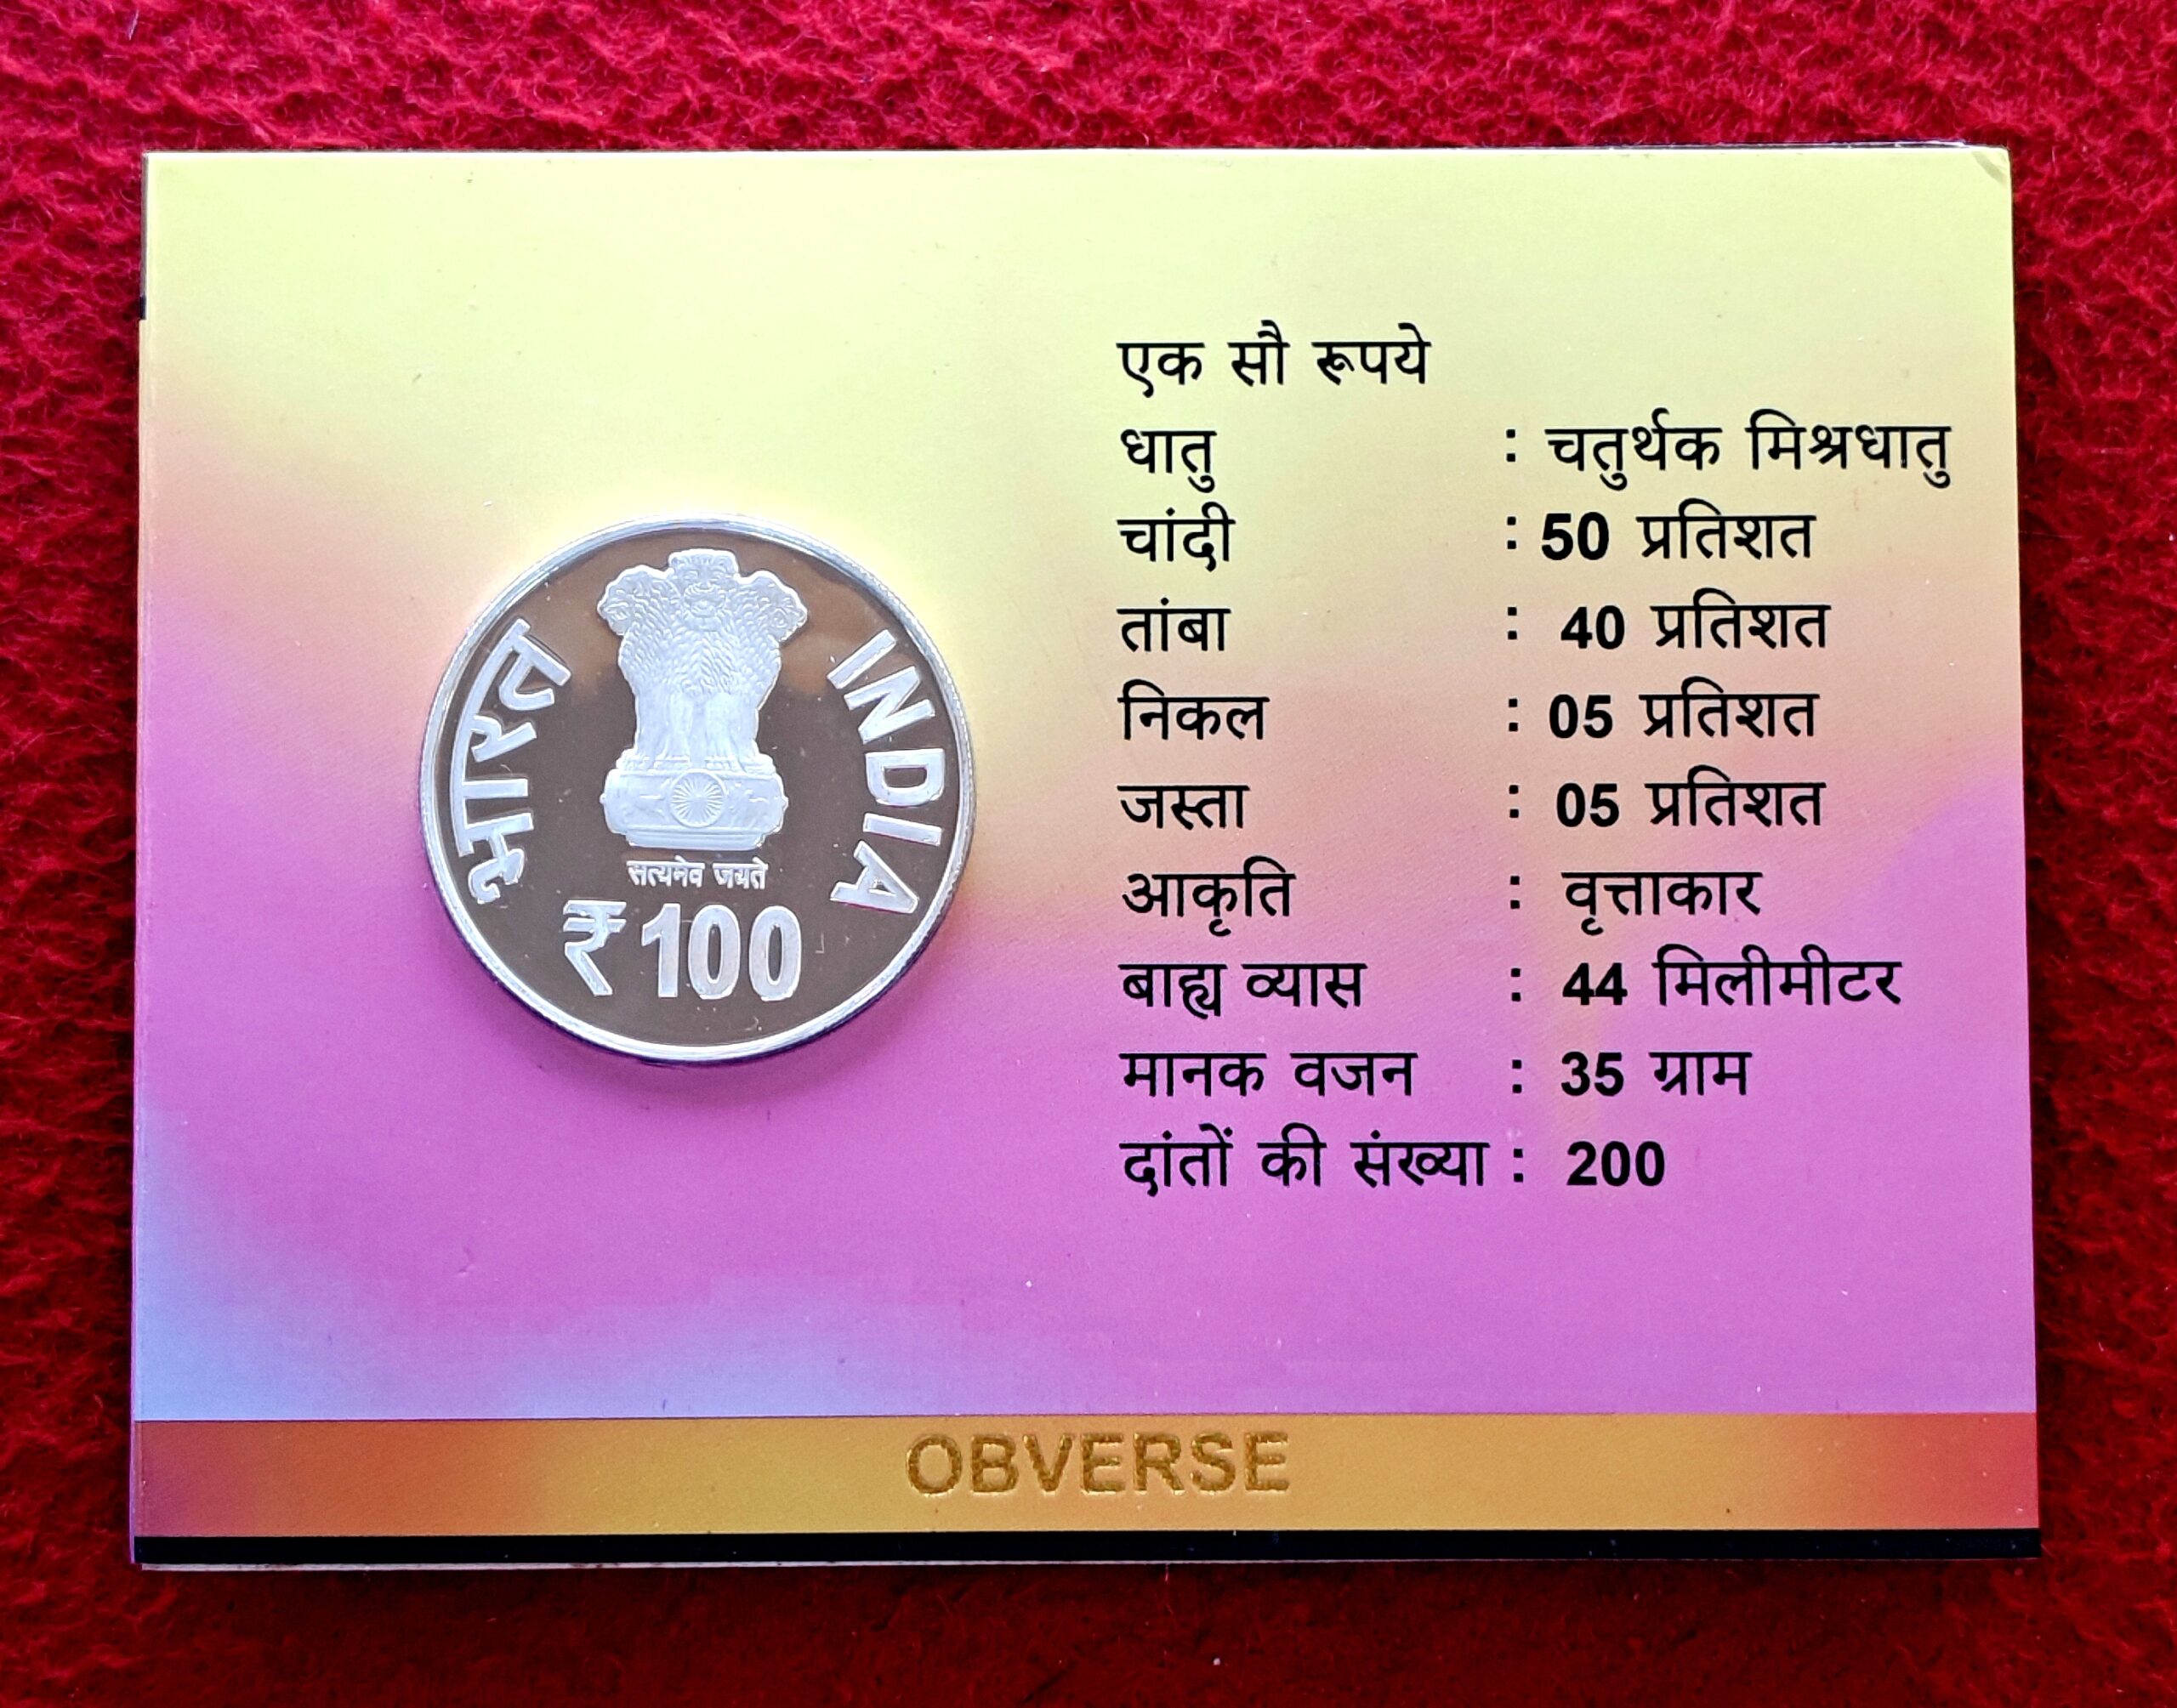 भारत
INDIA
सत्यमेव जयते
₹ 100
एक सौ रूपये
धातु : चतुर्थक मिश्रधातु
चांदी : 50 प्रतिशत
तांबा : 40 प्रतिशत
निकल : 05 प्रतिशत
जस्ता : 05 प्रतिशत
आकृति : वृत्ताकार
बाह्य व्यास : 44 मिलीमीटर
मानक वजन : 35 ग्राम
दांतों की संख्या : 200
OBVERSE